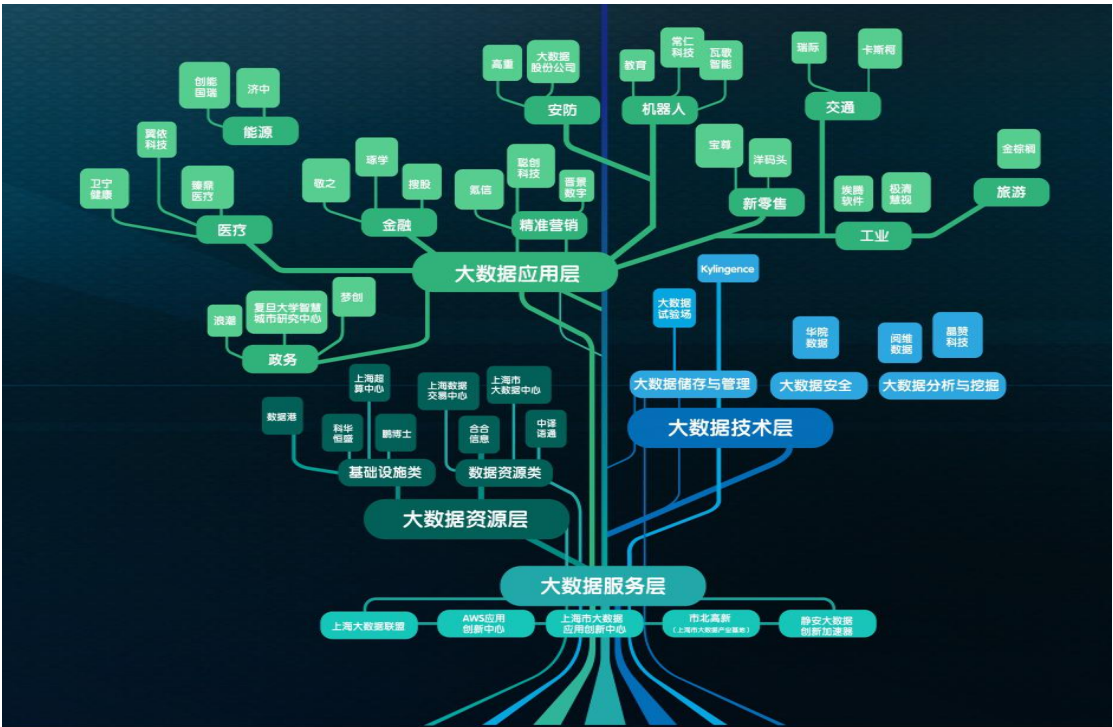 常仁
科技
瓦歌
智能
瑞际
卡斯柯
高重
大数据
股份公司
教育
创能
国瑞
济中
安防
机器人
交通
能源
翼依
科技
琢学
聪创
科技
宝尊
洋码头
金棕榈
卫宁
健康
臻鼎
医疗
敬之
搜股
氪信
晋景
数字
埃腾
软件
极清
慧视
旅游
新零售
医疗
金融
精准营销
工业
大数据应用层
Kylingence
浪潮
复旦大学智慧
城市研究中心
梦创
大数据
试验场
华院
数据
阅维
数据
晶赞
科技
政务
上海超
算中心
上海数据
交易中心
上海市
大数据中心
大数据储存与管理
大数据安全
大数据分析与挖掘
数据港
科华
恒盛
鹏博士
合合
信息
中译
语通
大数据技术层
基础设施类
数据资源类
大数据资源层
大数据服务层
上海大数据联盟
AWS应用
创新中心
上海市大数据
应用创新中心
市北高新
(上海市大数据产业基地)
静安大数据
创新加速器